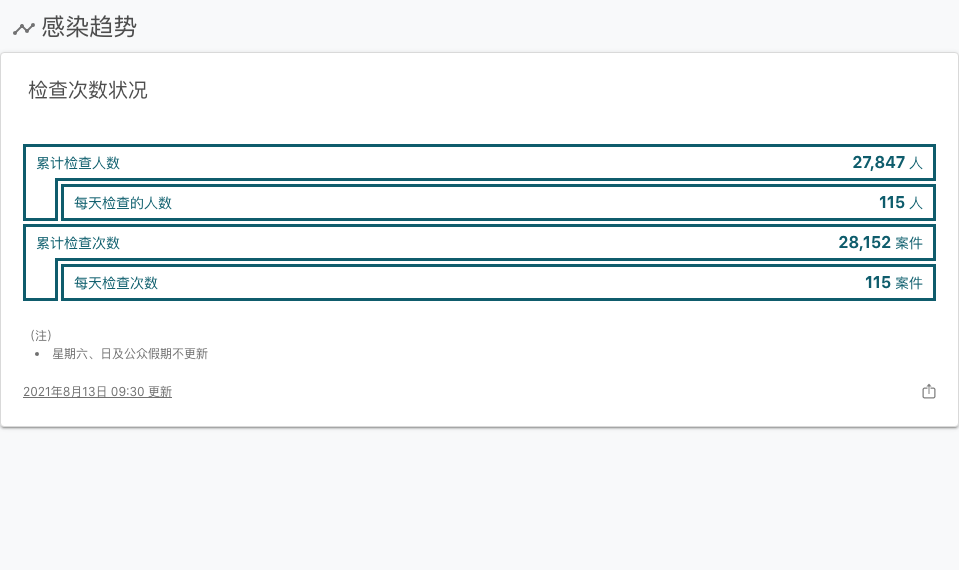 感染趋势
检查次数状况
累计检查人数 27,847 人
每天检查的人数 115 人
累计检查次数 28,152 案件
每天检查次数 115 案件
（注）
• 星期六、日及公众假期不更新
2021年8月13日 09:30 更新